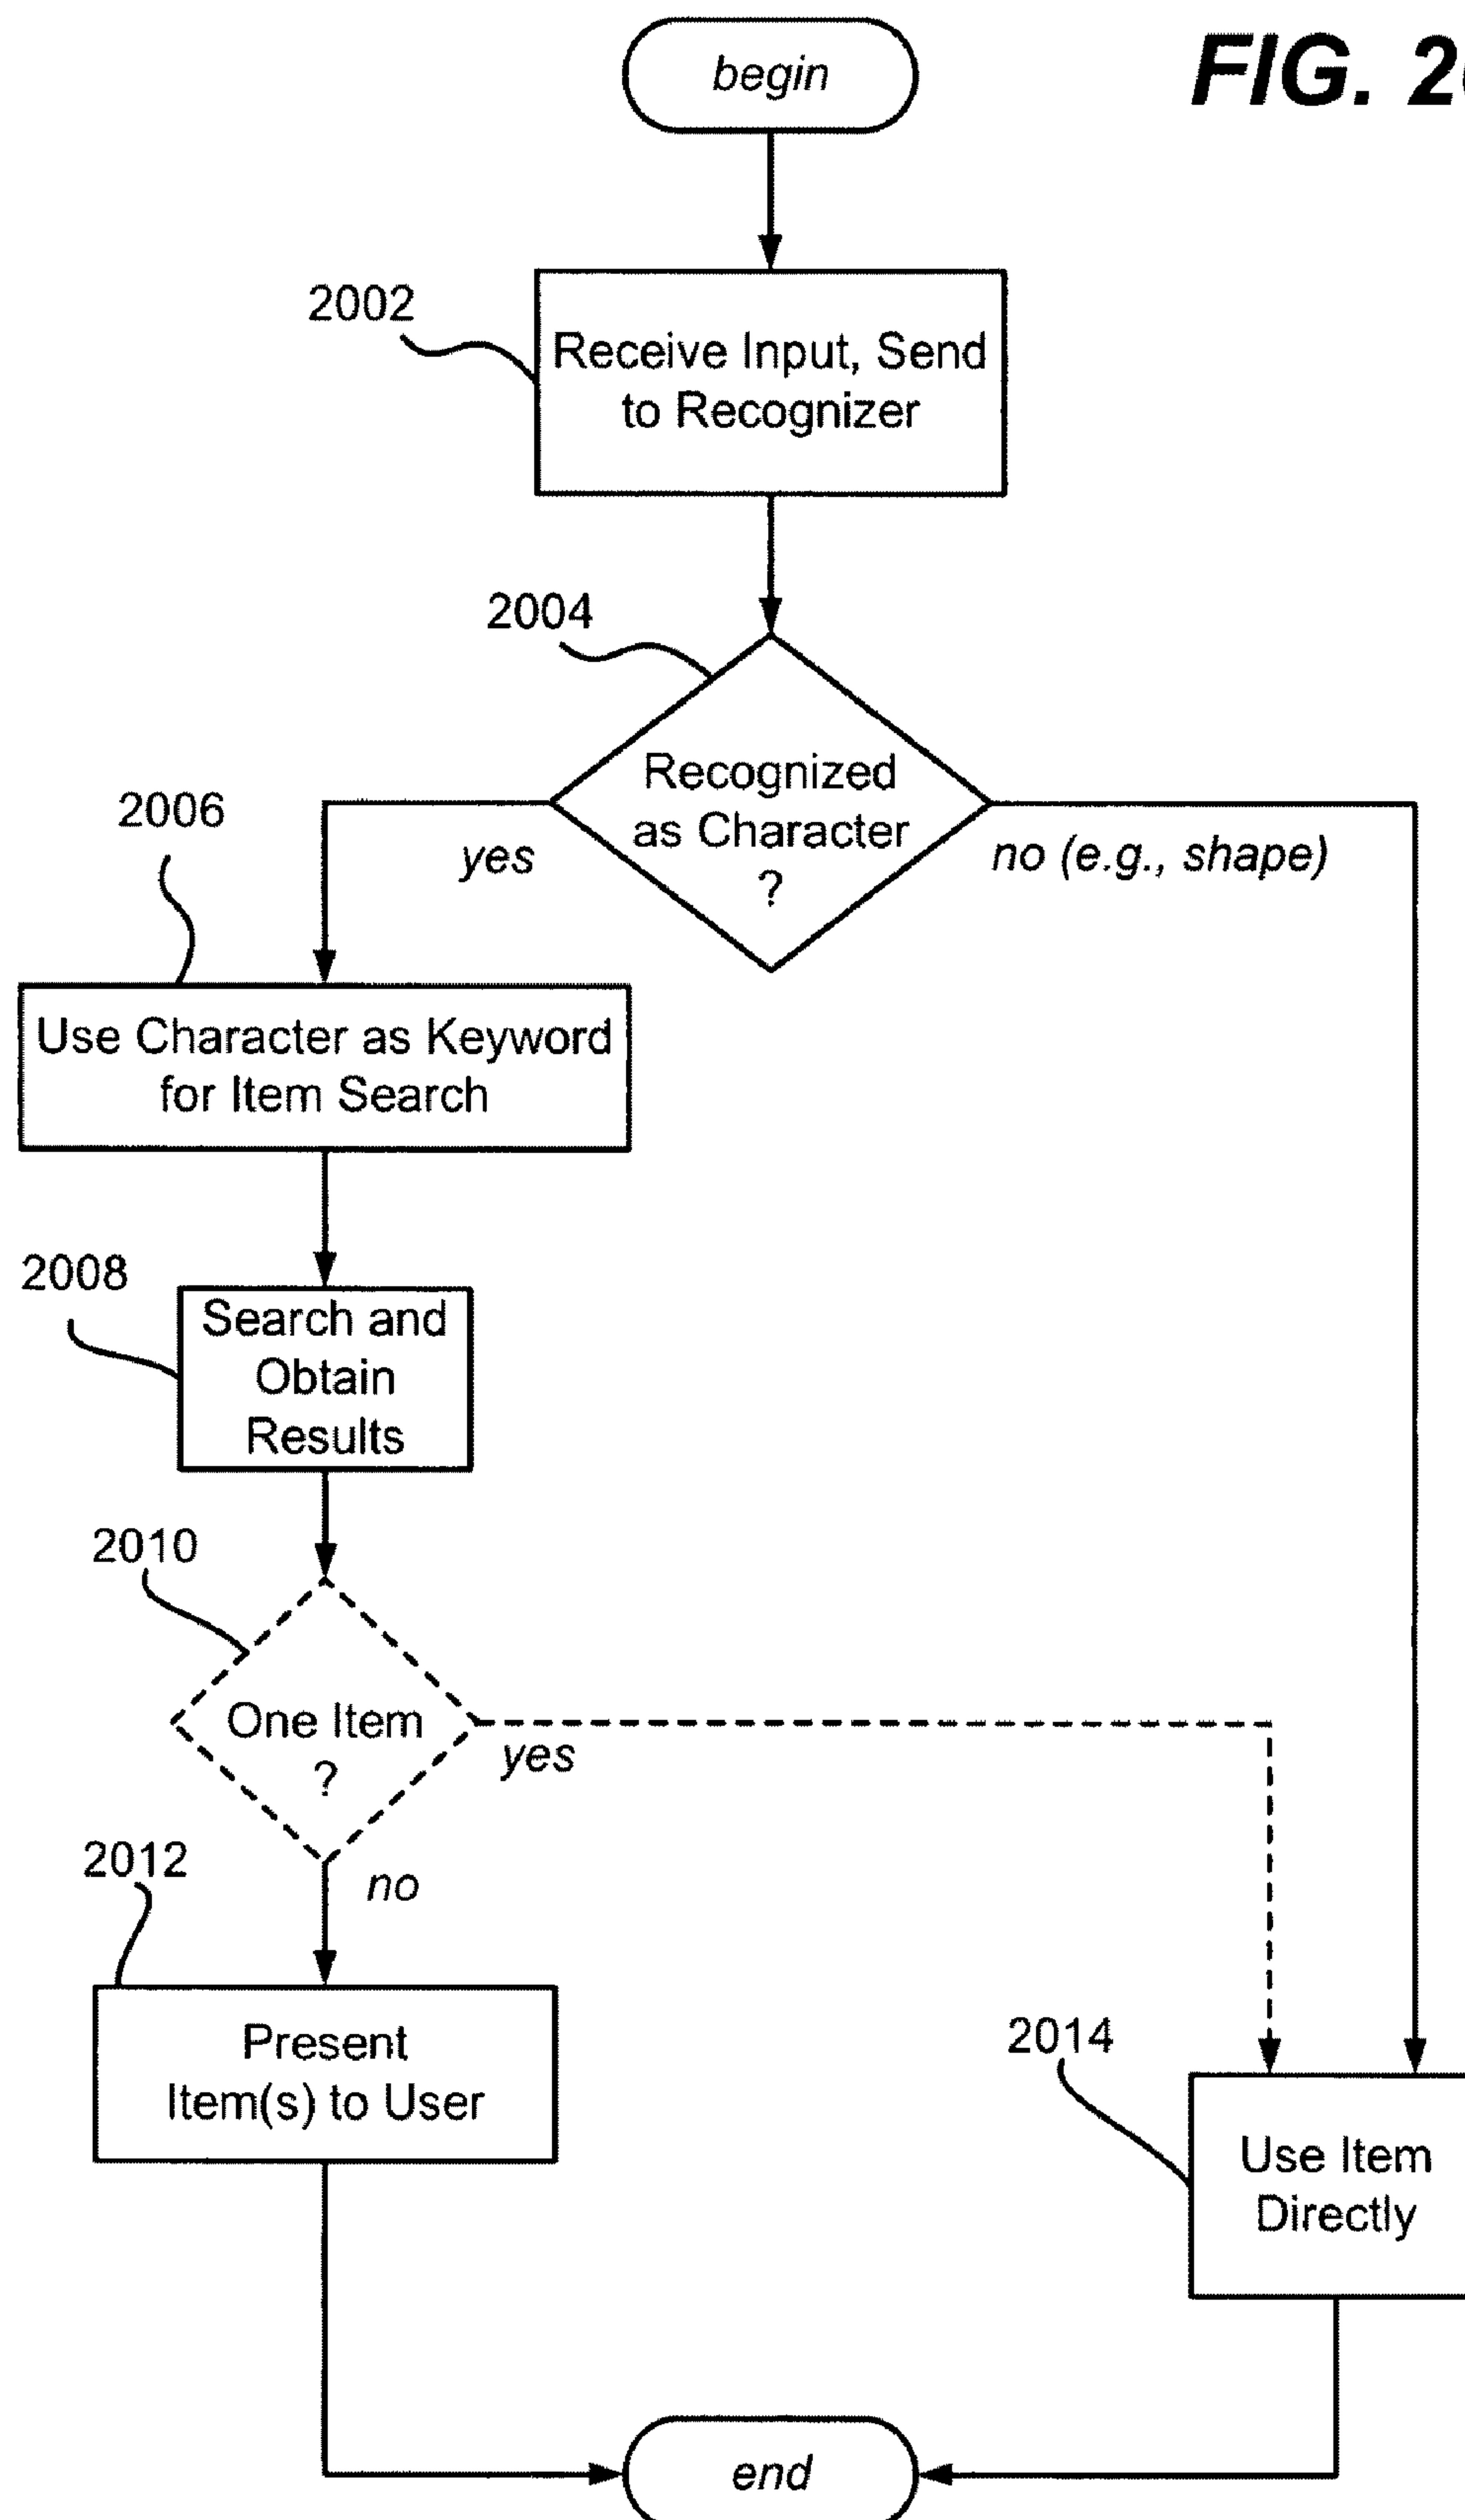 begin
FIG.
2002
Receive Input, Send
to Recognizer
2004
Recognized
as Character
?
yes
no (e.g., shape)
2006
Use Character as Keyword
for Item Search
2008
Search and
Obtain
Results
2010
One Item
?
yes
no
2012
Present
Item(s) to User
2014
Use Item
Directly
end